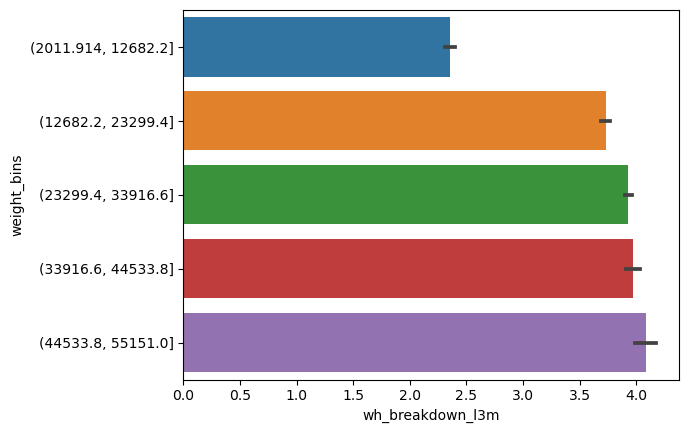 weight_bins
(2011.914, 12682.2]
(12682.2, 23299.4]
(23299.4, 33916.6]
(33916.6, 44533.8]
(44533.8, 55151.0]
0.0 0.5 1.0 1.5 2.0 2.5 3.0 3.5 4.0
wh_breakdown_l3m